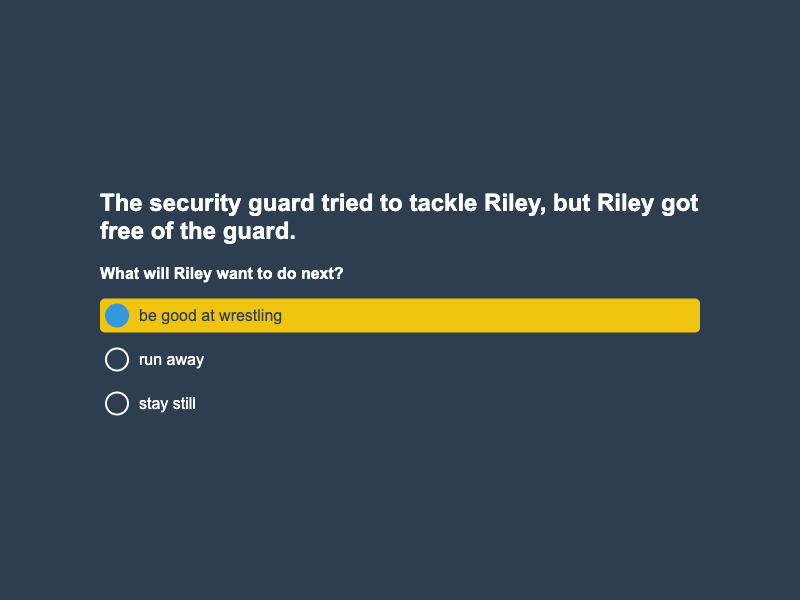 The security guard tried to tackle Riley, but Riley got
free of the guard.
What will Riley want to do next?
be good at wrestling
run away
stay still